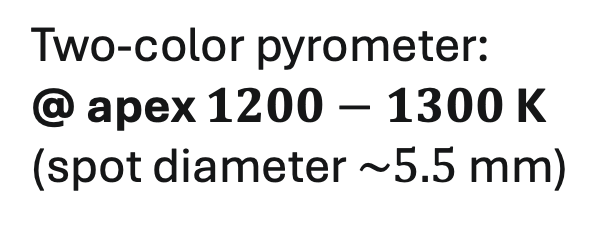 Two-color pyrometer:
@ apex 1200 – 1300 K
(spot diameter ~5.5 mm)